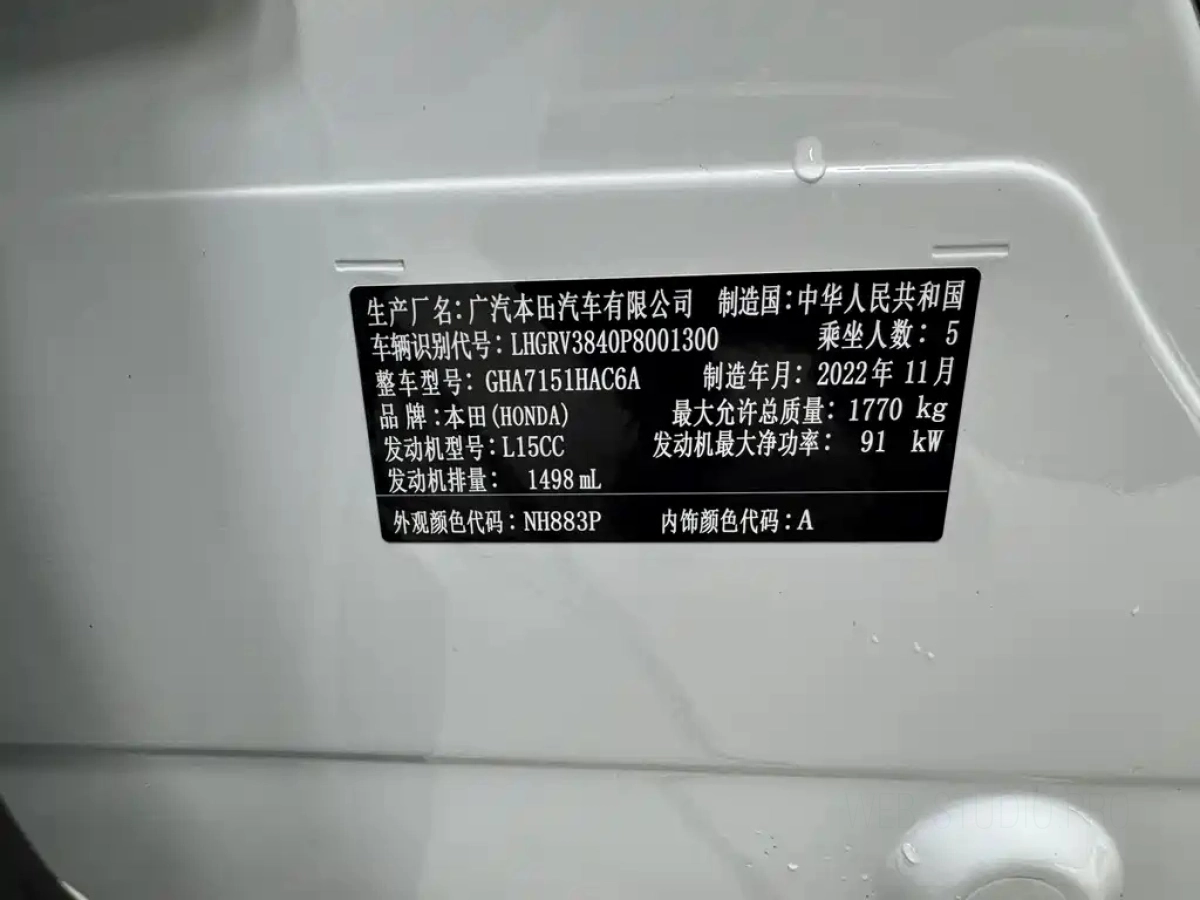 生产厂名:广汽本田汽车有限公司 制造国:中华人民共和国
车辆识别代号:LHGRV3840P8001300 乘坐人数:5
整车型号:GHA7151HAC6A 制造年月:2022年 11月
品 牌:本田(HONDA) 最大允许总质量:1770 kg
发动机型号:L15CC 发动机最大净功率:91 kW
发动机排量:1498 mL
外观颜色代码:NH883P 内饰颜色代码:A